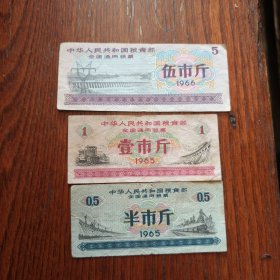 中华人民共和国粮食部 5
全国通用粮票
伍市斤
1966
中华人民共和国粮食部
全国通用粮票
1 1
壹市斤
1965
中华人民共和国粮食部
全国通用粮票
0.5 0.5
半市斤
1965